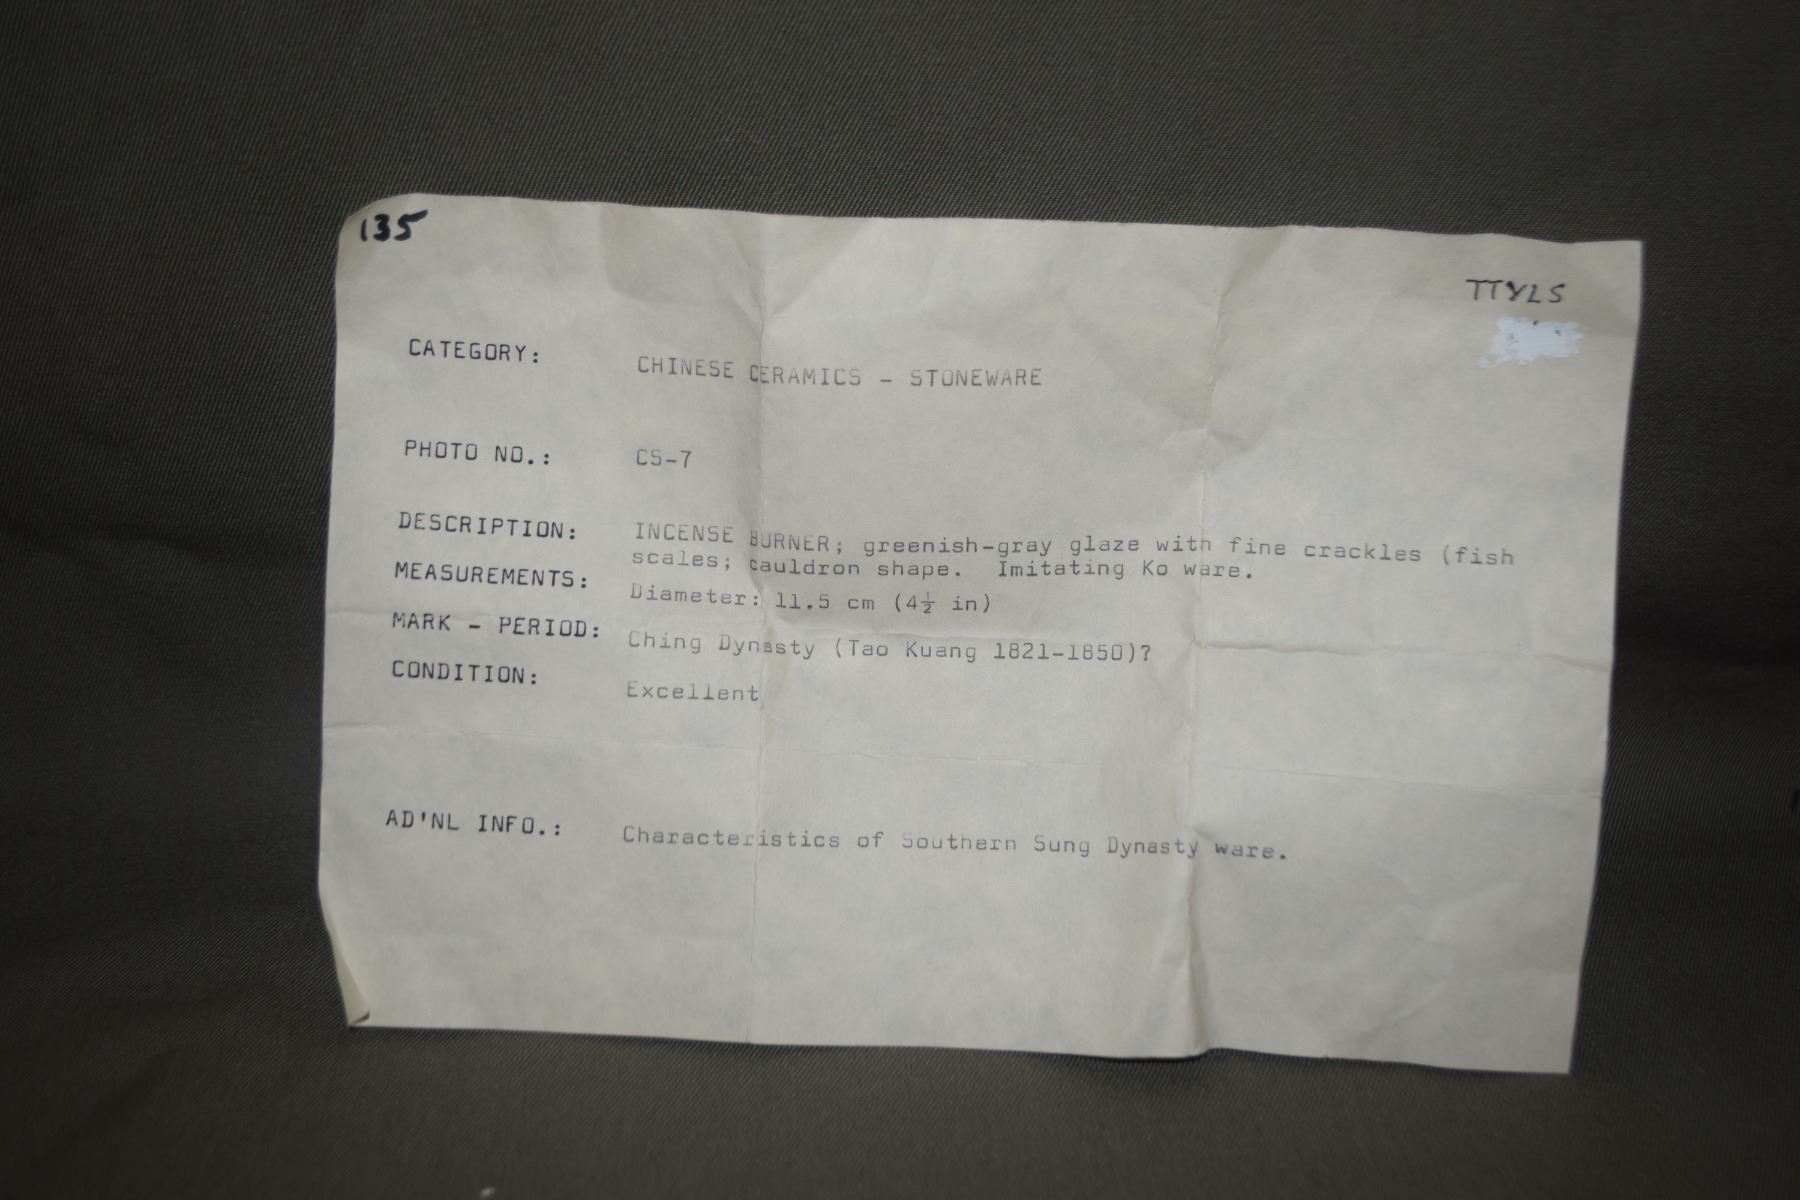 135
TTYLS
CATEGORY: CHINESE CERAMICS - STONEWARE
PHOTO NO.: CS-7
DESCRIPTION: INCENSE BURNER; greenish-gray glaze with fine crackles (fish
scales; cauldron shape. Imitating Ko ware.
MEASUREMENTS: Diameter: 11.5 cm (4½ in)
MARK - PERIOD: Ching Dynasty (Tao Kuang 1821-1850)?
CONDITION: Excellent
AD'NL INFO.: Characteristics of Southern Sung Dynasty ware.